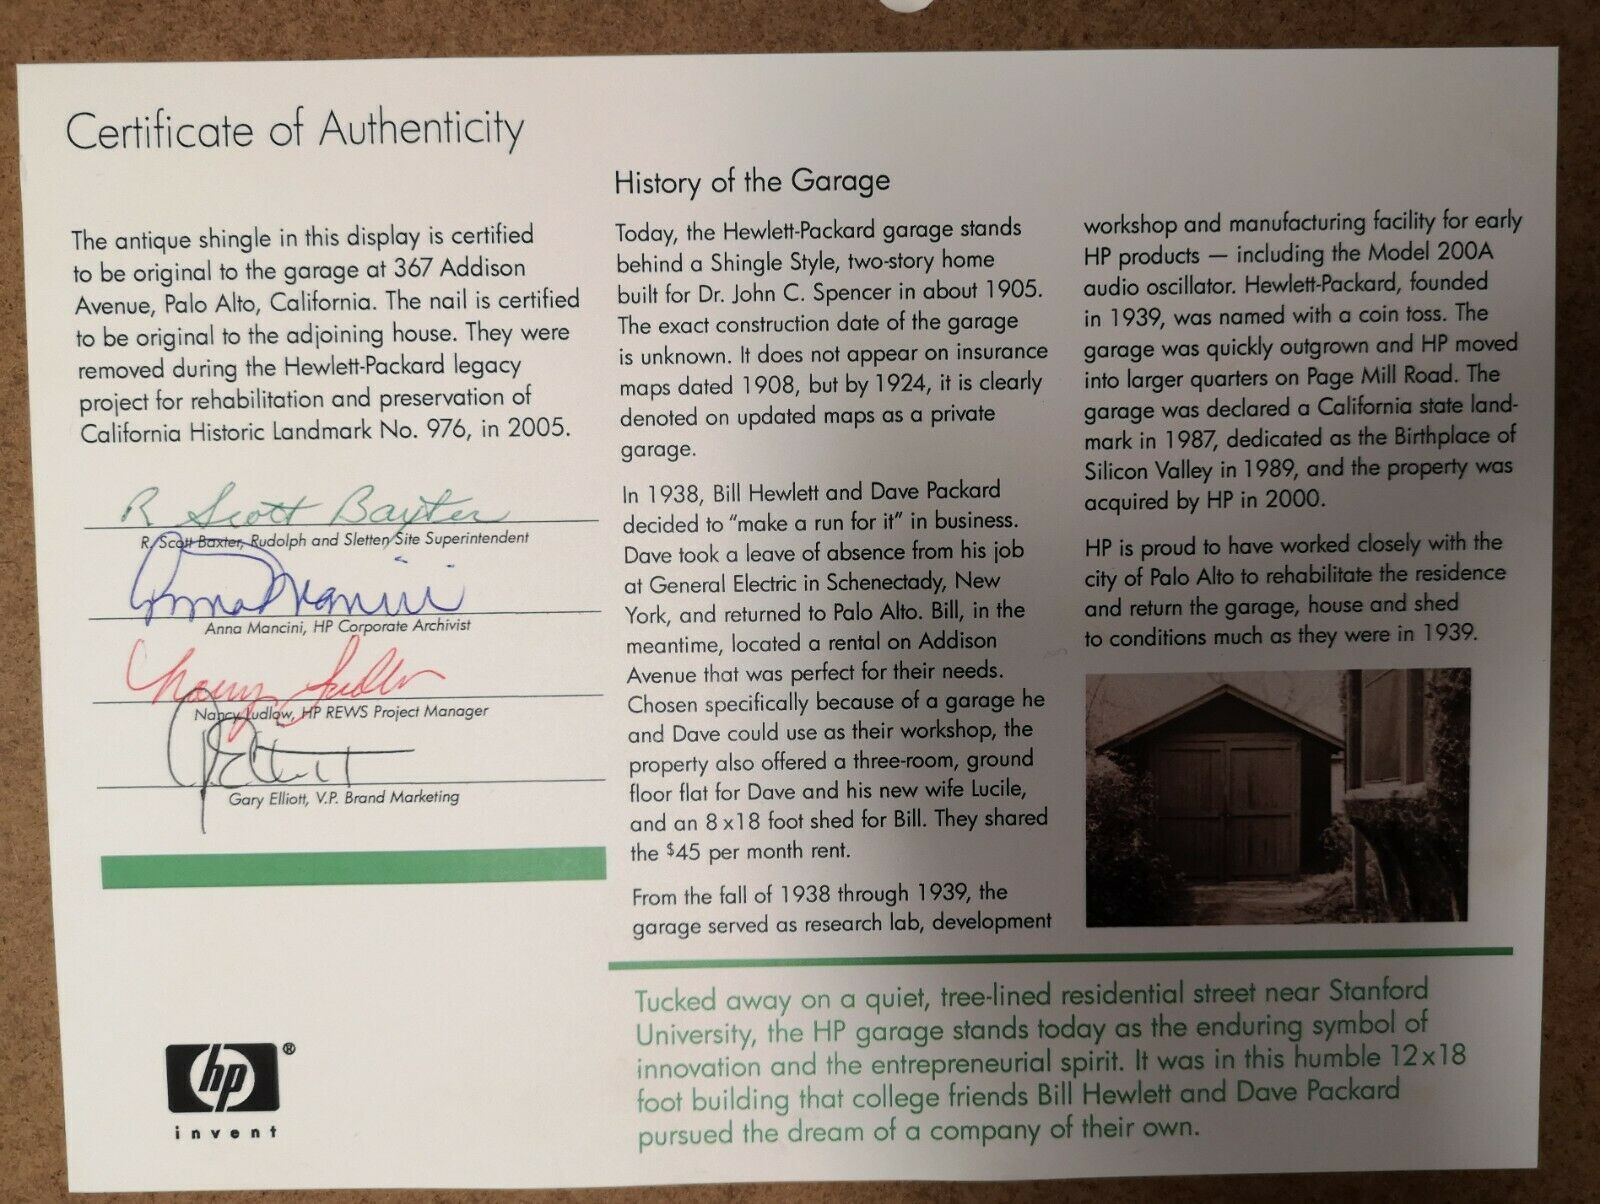 Certificate of Authenticity
The antique shingle in this display is certified
to be original to the garage at 367 Addison
Avenue, Palo Alto, California. The nail is certified
to be original to the adjoining house. They were
removed during the Hewlett-Packard legacy
project for rehabilitation and preservation of
California Historic Landmark No. 976, in 2005.
R Scott Baxter
R. Scott Baxter, Rudolph and Sletten Site Superintendent
Anna Mancini
Anna Mancini, HP Corporate Archivist
Nancy Ludlow
Nancy Ludlow, HP REWS Project Manager
G Elliott
Gary Elliott, V.P. Brand Marketing
hp®
invent
History of the Garage
Today, the Hewlett-Packard garage stands
behind a Shingle Style, two-story home
built for Dr. John C. Spencer in about 1905.
The exact construction date of the garage
is unknown. It does not appear on insurance
maps dated 1908, but by 1924, it is clearly
denoted on updated maps as a private
garage.
In 1938, Bill Hewlett and Dave Packard
decided to "make a run for it" in business.
Dave took a leave of absence from his job
at General Electric in Schenectady, New
York, and returned to Palo Alto. Bill, in the
meantime, located a rental on Addison
Avenue that was perfect for their needs.
Chosen specifically because of a garage he
and Dave could use as their workshop, the
property also offered a three-room, ground
floor flat for Dave and his new wife Lucile,
and an 8x18 foot shed for Bill. They shared
the $45 per month rent.
From the fall of 1938 through 1939, the
garage served as research lab, development
workshop and manufacturing facility for early
HP products — including the Model 200A
audio oscillator. Hewlett-Packard, founded
in 1939, was named with a coin toss. The
garage was quickly outgrown and HP moved
into larger quarters on Page Mill Road. The
garage was declared a California state land-
mark in 1987, dedicated as the Birthplace of
Silicon Valley in 1989, and the property was
acquired by HP in 2000.
HP is proud to have worked closely with the
city of Palo Alto to rehabilitate the residence
and return the garage, house and shed
to conditions much as they were in 1939.
Tucked away on a quiet, tree-lined residential street near Stanford
University, the HP garage stands today as the enduring symbol of
innovation and the entrepreneurial spirit. It was in this humble 12x18
foot building that college friends Bill Hewlett and Dave Packard
pursued the dream of a company of their own.